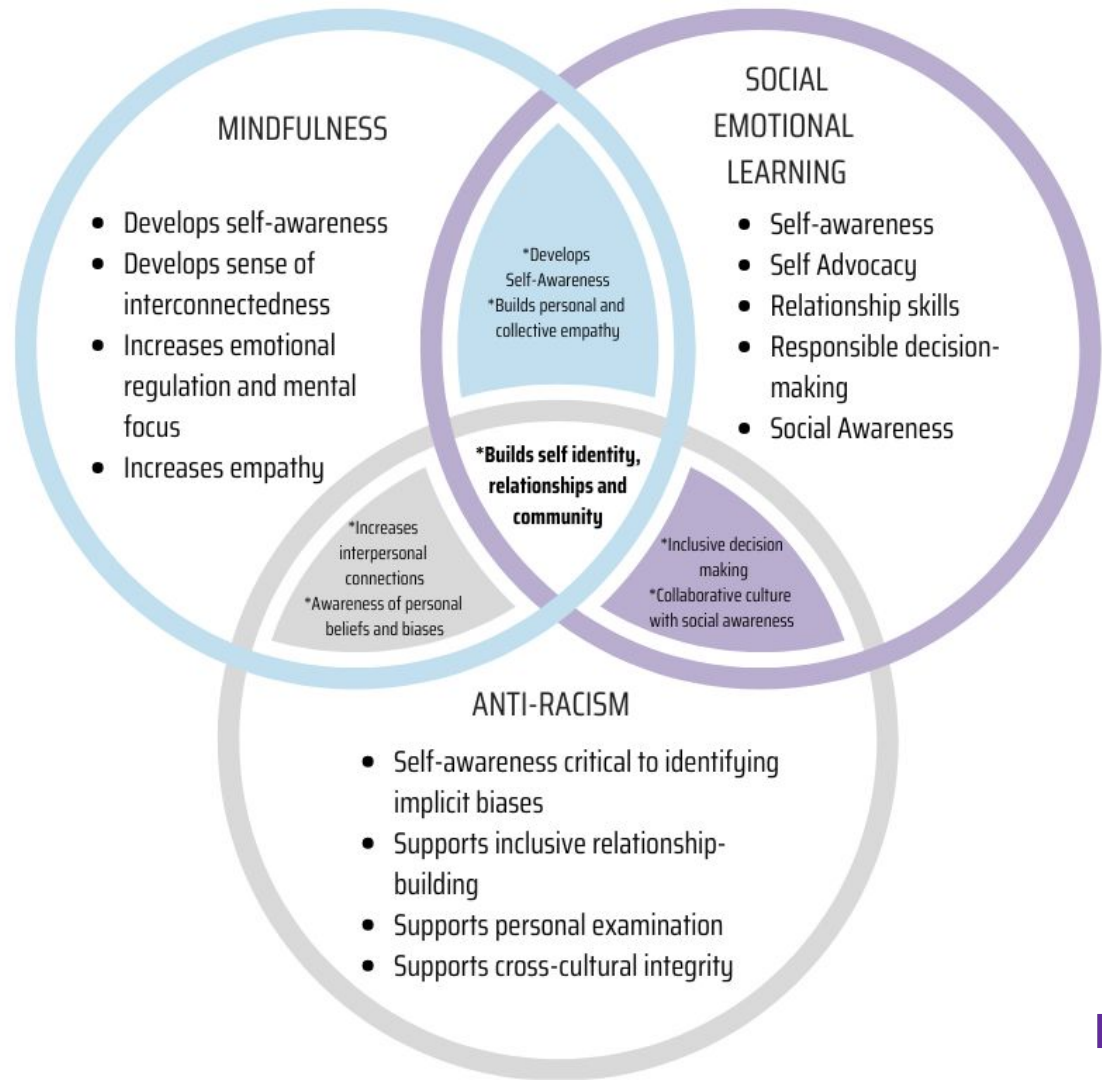 MINDFULNESS
• Develops self-awareness
• Develops sense of
interconnectedness
• Increases emotional
regulation and mental
focus
• Increases empathy
SOCIAL
EMOTIONAL
LEARNING
• Self-awareness
• Self Advocacy
• Relationship skills
• Responsible decision-
making
• Social Awareness
*Develops
Self-Awareness
*Builds personal and
collective empathy
*Builds self identity,
relationships and
community
*Increases
interpersonal
connections
*Awareness of personal
beliefs and biases
*Inclusive decision
making
*Collaborative culture
with social awareness
ANTI-RACISM
• Self-awareness critical to identifying
implicit biases
• Supports inclusive relationship-
building
• Supports personal examination
• Supports cross-cultural integrity